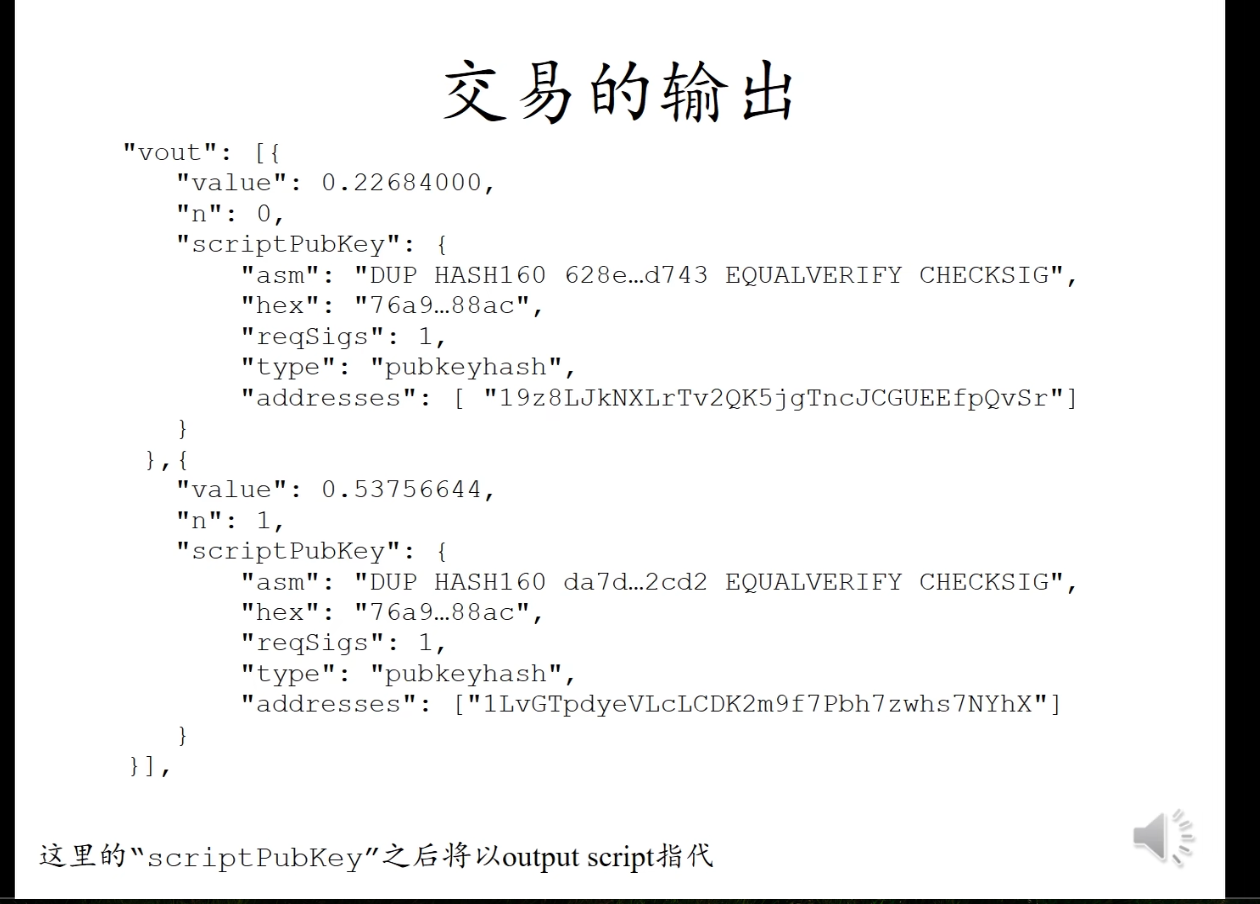 交易的输出
"vout": [{
"value": 0.22684000,
"n": 0,
"scriptPubKey": {
"asm": "DUP HASH160 628e…d743 EQUALVERIFY CHECKSIG",
"hex": "76a9…88ac",
"reqSigs": 1,
"type": "pubkeyhash",
"addresses": [ "19z8LJkNXLrTv2QK5jgTncJCGUEEfpQvSr"]
}
},{
"value": 0.53756644,
"n": 1,
"scriptPubKey": {
"asm": "DUP HASH160 da7d…2cd2 EQUALVERIFY CHECKSIG",
"hex": "76a9…88ac",
"reqSigs": 1,
"type": "pubkeyhash",
"addresses": ["1LvGTpdyeVLcLCDK2m9f7Pbh7zwhs7NYhX"]
}
}],
这里的“scriptPubKey”之后将以output script指代